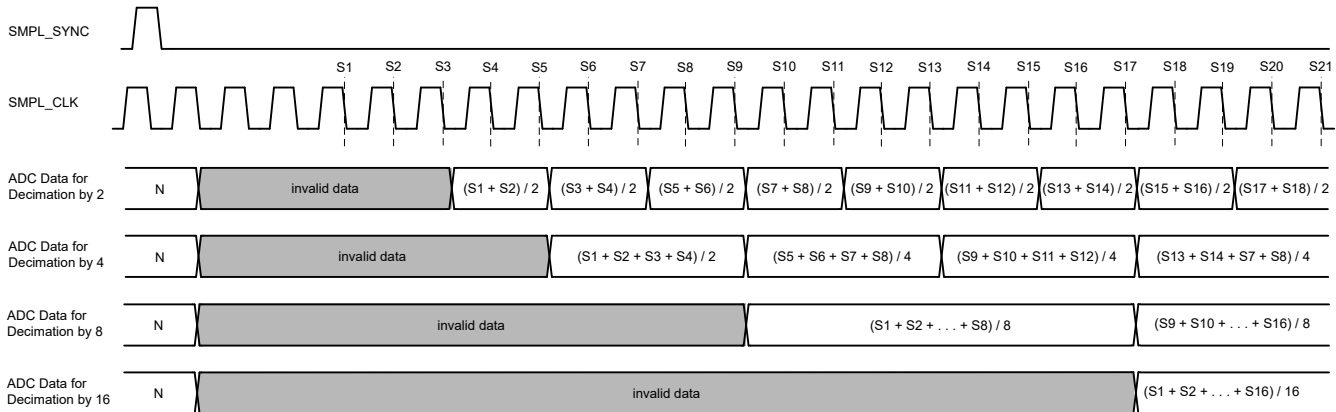 SMPL_SYNC
S1 S2 S3 S4 S5 S6 S7 S8 S9 S10 S11 S12 S13 S14 S15 S16 S17 S18 S19 S20 S21
SMPL_CLK
ADC Data for
Decimation by 2
N invalid data (S1 + S2) / 2 (S3 + S4) / 2 (S5 + S6) / 2 (S7 + S8) / 2 (S9 + S10) / 2 (S11 + S12) / 2 (S13 + S14) / 2 (S15 + S16) / 2 (S17 + S18) / 2
ADC Data for
Decimation by 4
N invalid data (S1 + S2 + S3 + S4) / 2 (S5 + S6 + S7 + S8) / 4 (S9 + S10 + S11 + S12) / 4 (S13 + S14 + S7 + S8) / 4
ADC Data for
Decimation by 8
N invalid data (S1 + S2 + . . . + S8) / 8 (S9 + S10 + . . . + S16) / 8
ADC Data for
Decimation by 16
N invalid data (S1 + S2 + . . . + S16) / 16